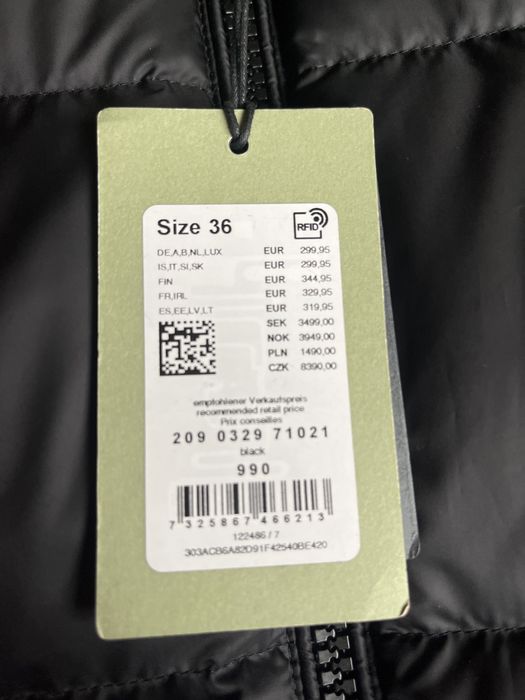 Size 36
RFID
DE,A,B,NL,LUX EUR 299,95
IS,IT,SI,SK EUR 299,95
FIN EUR 344,95
FR,IRL EUR 329,95
ES,EE,LV,LT EUR 319,95
SEK 3499,00
NOK 3949,00
PLN 1490,00
CZK 8390,00
empfohlener Verkaufspreis
recommended retail price
Prix conseilles
209 0329 71021
black
990
7 325867 466213
122486 / 7
303ACB6A82D91F42540BE420